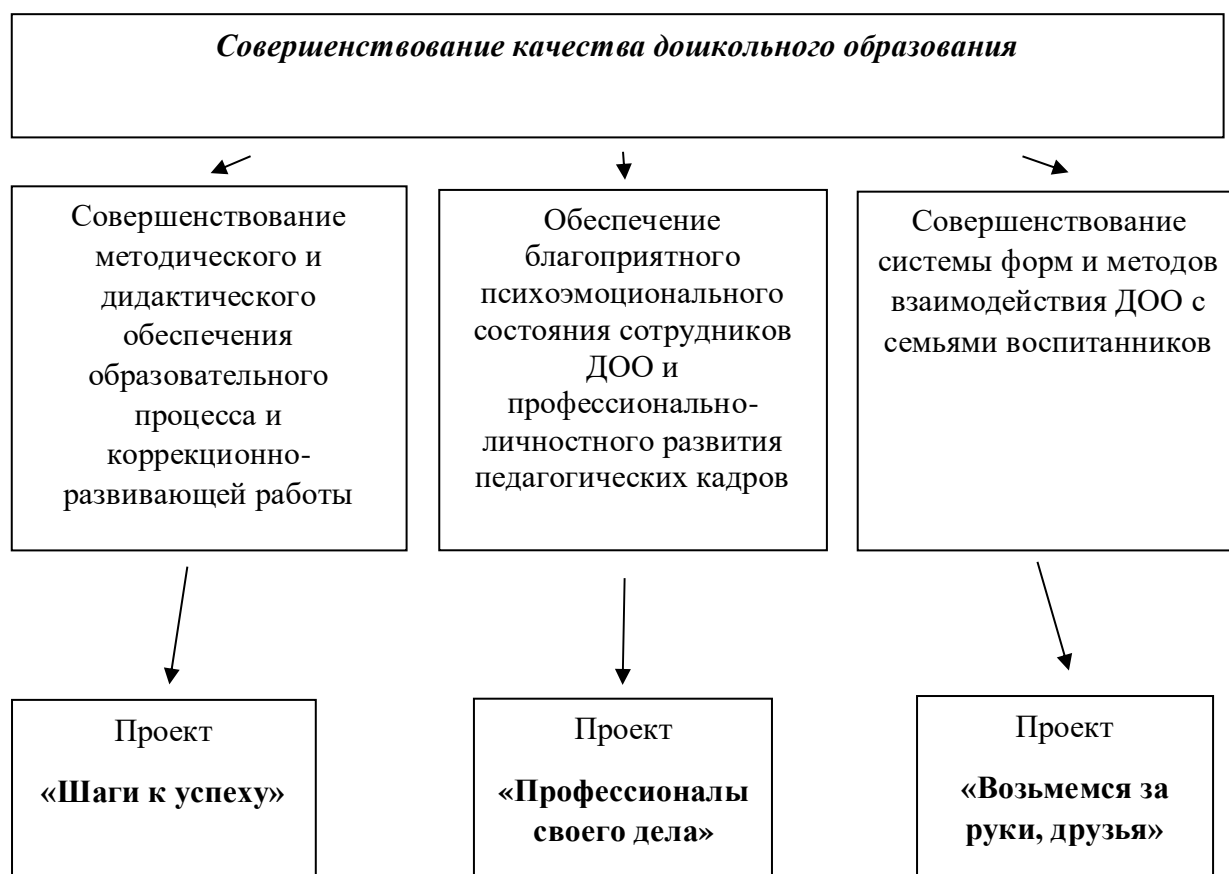 Совершенствование качества дошкольного образования
Совершенствование
методического и
дидактического
обеспечения
образовательного
процесса и
коррекционно-
развивающей работы
Обеспечение
благоприятного
психоэмоционального
состояния сотрудников
ДОО и
профессионально-
личностного развития
педагогических кадров
Совершенствование
системы форм и методов
взаимодействия ДОО с
семьями воспитанников
Проект
«Шаги к успеху»
Проект
«Профессионалы
своего дела»
Проект
«Возьмемся за
руки, друзья»